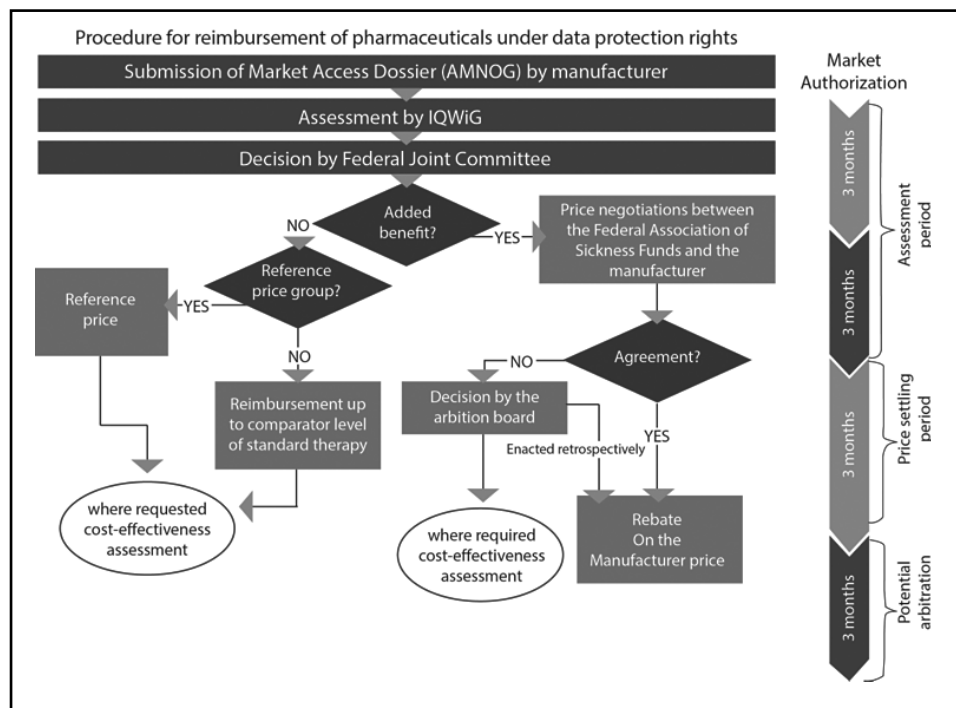 Procedure for reimbursement of pharmaceuticals under data protection rights
Submission of Market Access Dossier (AMNOG) by manufacturer
Assessment by IQWiG
Decision by Federal Joint Committee
Added
benefit?
NO
YES
Price negotiations between
the Federal Association of
Sickness Funds and the
manufacturer
Reference
price group?
YES
Reference
price
NO
Reimbursement up
to comparator level
of standard therapy
where requested
cost-effectiveness
assessment
Agreement?
NO
Decision by the
arbition board
YES
Enacted retrospectively
where required
cost-effectiveness
assessment
Rebate
On the
Manufacturer price
Market
Authorization
3 months
3 months
3 months
3 months
Assessment
period
Price settling
period
Potential
arbitration